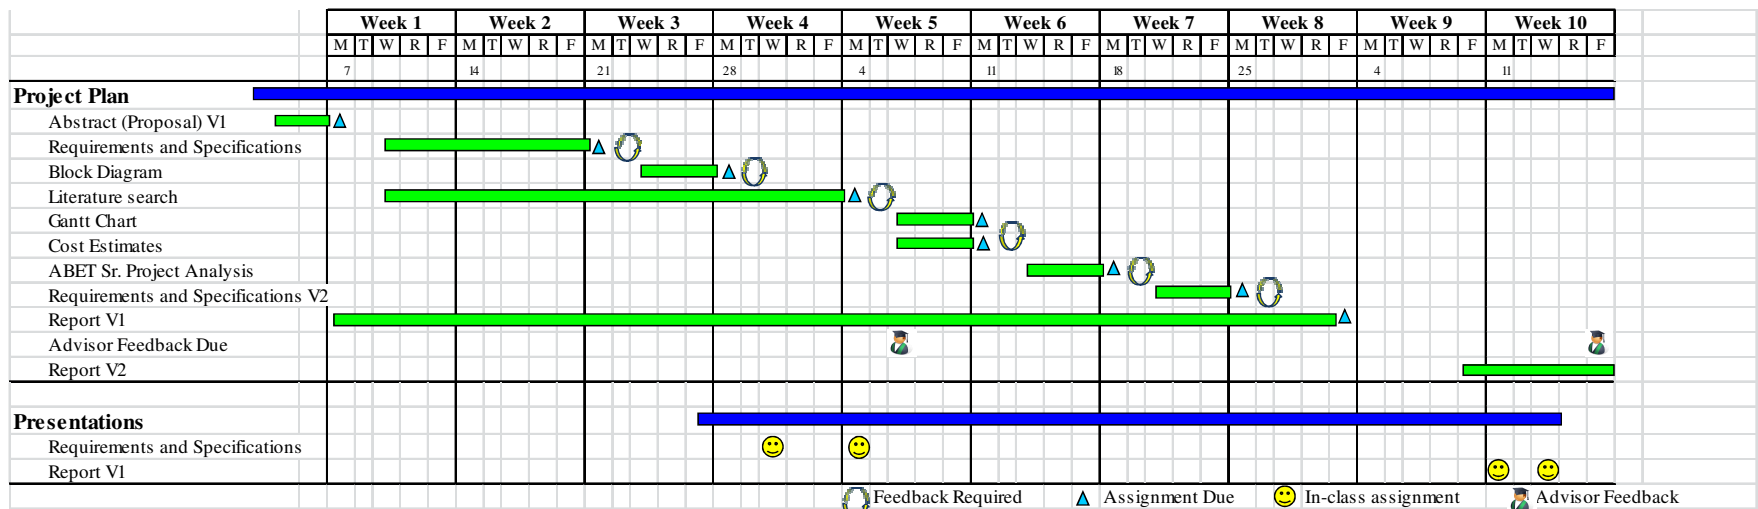 Week 1 Week 2 Week 3 Week 4 Week 5 Week 6 Week 7 Week 8 Week 9 Week 10
M T W R F M T W R F M T W R F M T W R F M T W R F M T W R F M T W R F M T W R F M T W R F M T W R F
7 14 21 28 4 11 18 25 4 11
Project Plan
Abstract (Proposal) V1
Requirements and Specifications
Block Diagram
Literature search
Gantt Chart
Cost Estimates
ABET Sr. Project Analysis
Requirements and Specifications V2
Report V1
Advisor Feedback Due
Report V2
Presentations
Requirements and Specifications
Report V1
Feedback Required Assignment Due In-class assignment Advisor Feedback